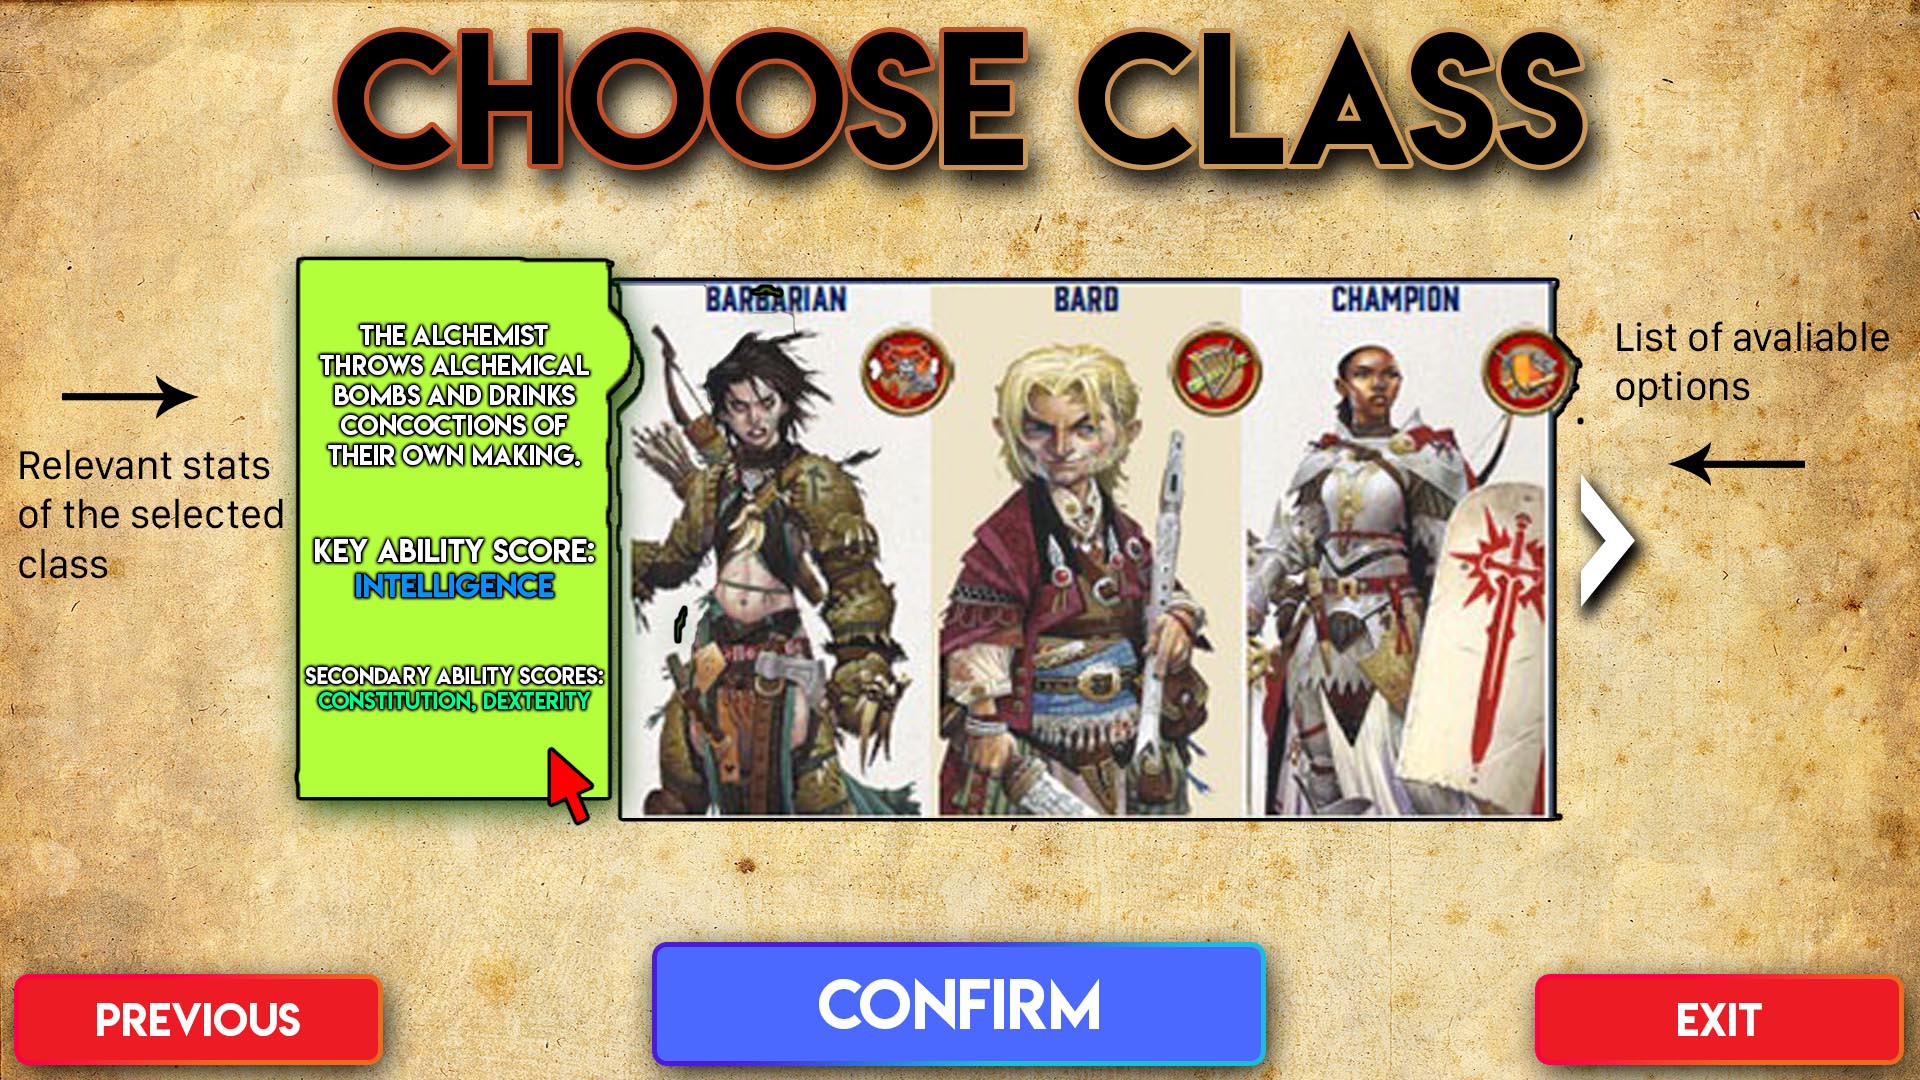 CHOOSE CLASS
THE ALCHEMIST
THROWS ALCHEMICAL
BOMBS AND DRINKS
CONCOCTIONS OF
THEIR OWN MAKING.
KEY ABILITY SCORE:
INTELLIGENCE
SECONDARY ABILITY SCORES:
CONSTITUTION, DEXTERITY
BARBARIAN
BARD
CHAMPION
Relevant stats
of the selected
class
List of avaliable
options
PREVIOUS
CONFIRM
EXIT